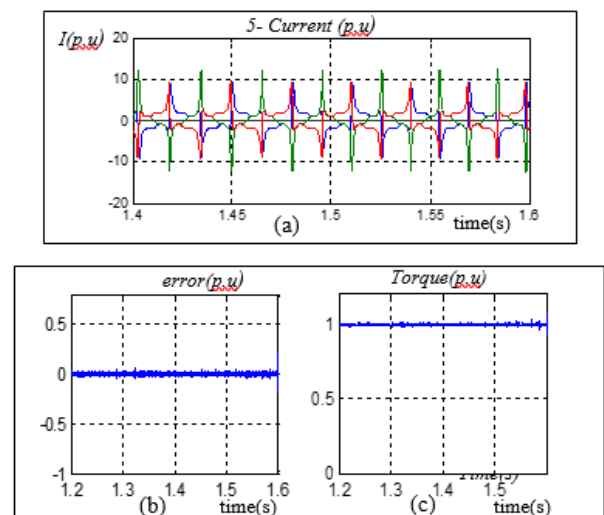 5- Current (p,u)
I(p,u)
20
10
0
-10
-20
1.4 1.45 1.5 1.55 1.6
(a) time(s)
error(p,u) Torque(p,u)
0.5 1
0 0.5
-0.5
-1 0
Time(s)
1.2 1.3 1.4 1.5 1.6 1.2 1.3 1.4 1.5
(b) time(s) (c) time(s)